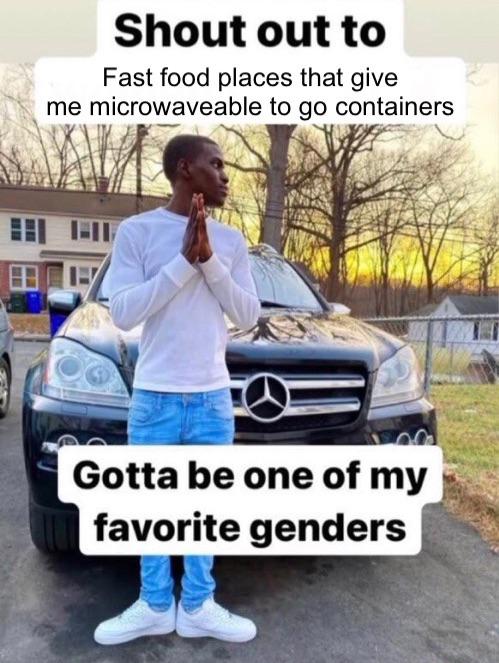 Shout out to
Fast food places that give
me microwaveable to go containers
Gotta be one of my
favorite genders